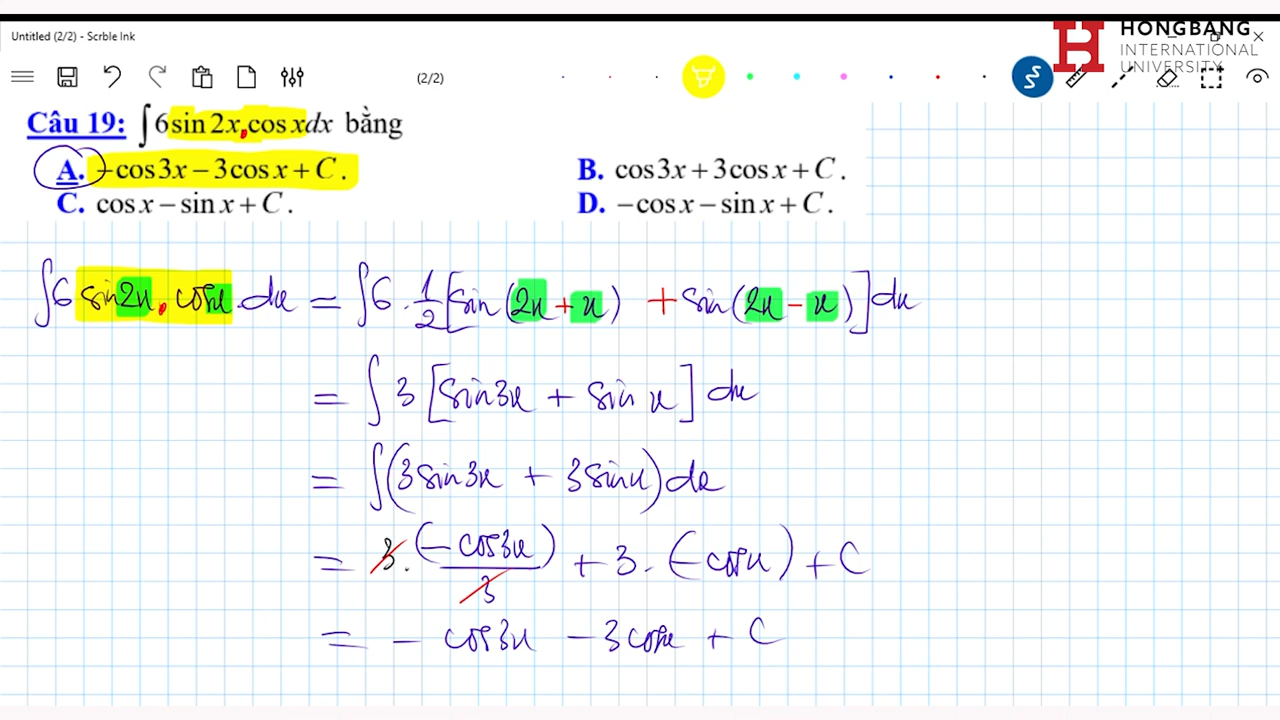 Untitled (2/2) - Scrble Ink
HONGBANG
INTERNATIONAL
UNIVERSITY
(2/2)
Câu 19: ∫6sin 2x.cos xdx bằng
A. −cos3x − 3cos x + C.
B. cos3x + 3cos x + C.
C. cos x − sin x + C.
D. −cos x − sin x + C.
∫6 sin2x . cosx . dx = ∫6 . 1/2 [sin (2x + x) + sin (2x − x)] dx
= ∫ 3 [sin3x + sin x] dx
= ∫(3sin3x + 3sinx) dx
= 3 . (−cos3x)/3 + 3 . (−cosx) + C
= − cos3x − 3cosx + C